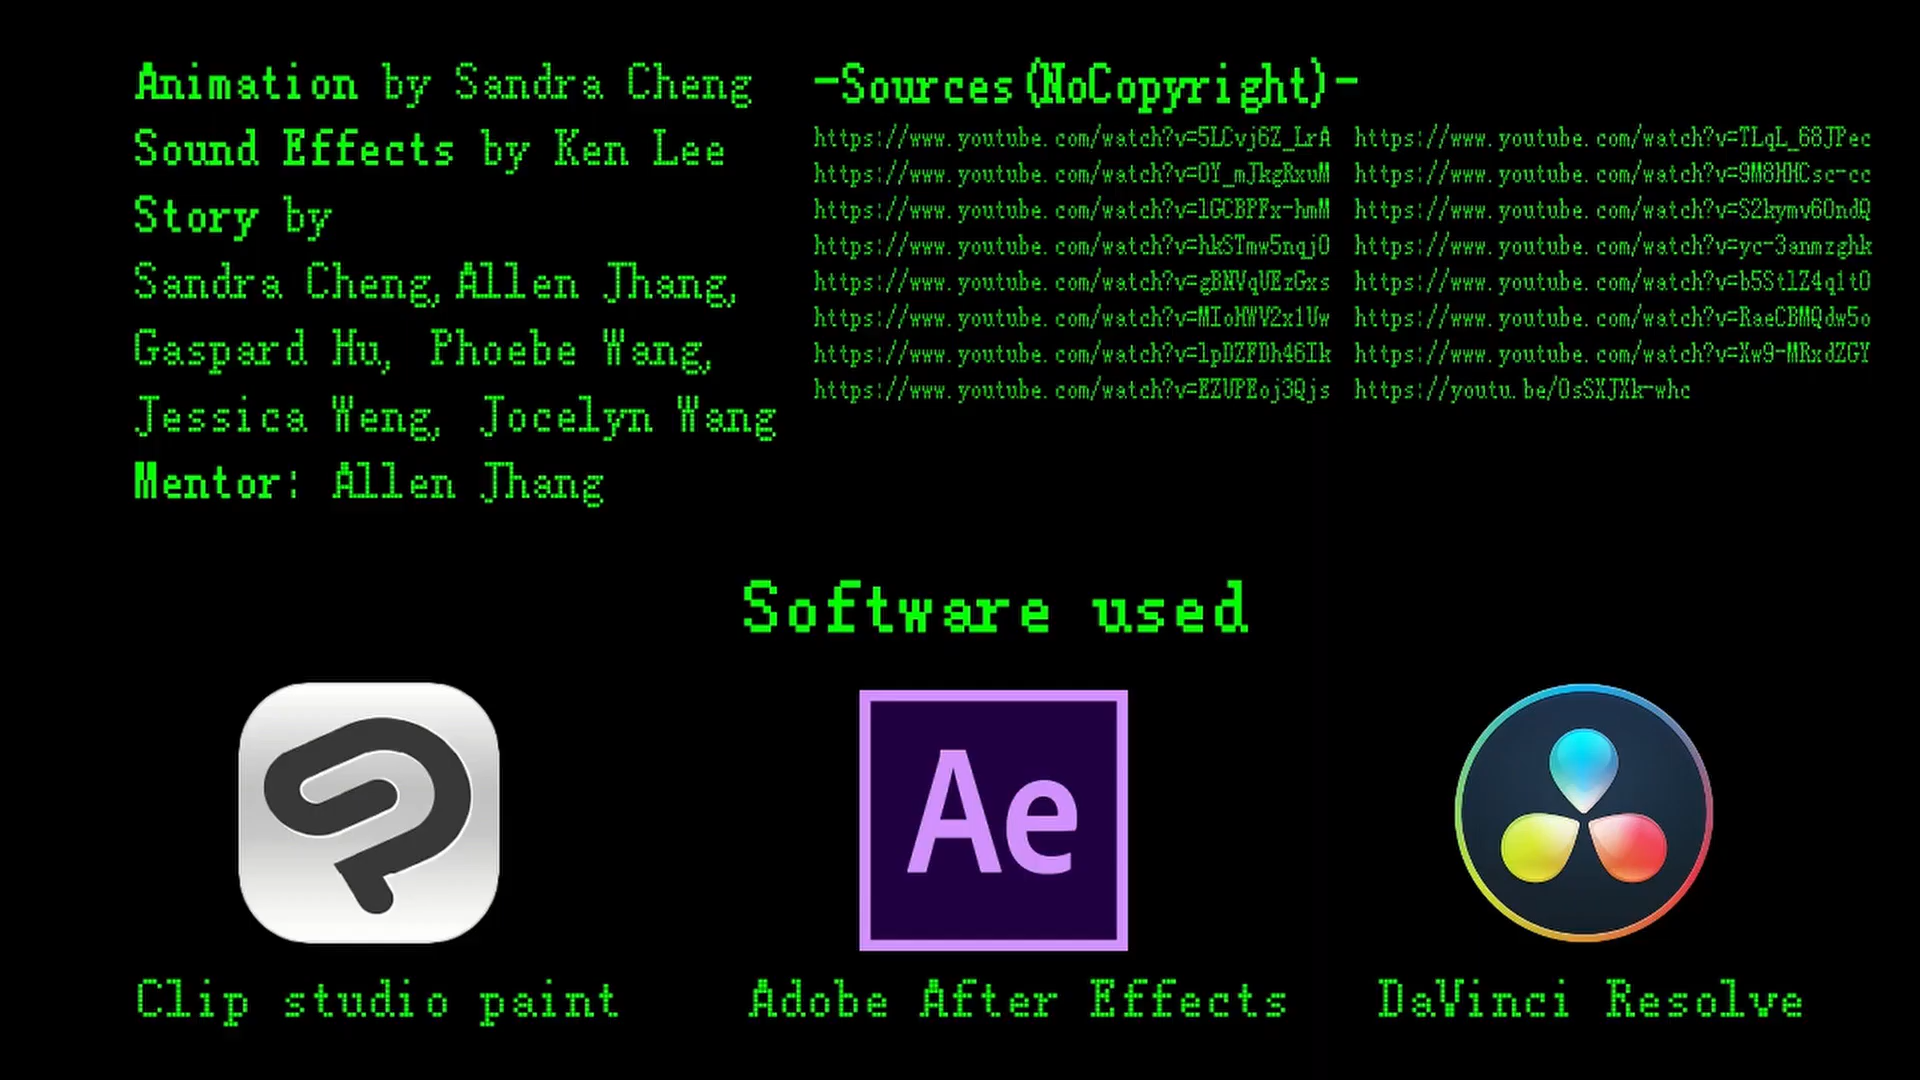 Animation by Sandra Cheng
Sound Effects by Ken Lee
Story by
Sandra Cheng, Allen Jhang,
Gaspard Hu, Phoebe Wang,
Jessica Weng, Jocelyn Wang
Mentor: Allen Jhang
-Sources(NoCopyright)-
https://www.youtube.com/watch?v=5LCvj6Z_LrA
https://www.youtube.com/watch?v=OY_mJkgRxuM
https://www.youtube.com/watch?v=lGCBPFx-hmM
https://www.youtube.com/watch?v=hkSTmw5nqj0
https://www.youtube.com/watch?v=gBNVqUEzGxs
https://www.youtube.com/watch?v=MIoHWV2x1Uw
https://www.youtube.com/watch?v=lpDZFDh46Ik
https://www.youtube.com/watch?v=EZUPEoj3Qjs
https://www.youtube.com/watch?v=TLqL_68JPec
https://www.youtube.com/watch?v=9M8HHCsc-cc
https://www.youtube.com/watch?v=S2kymv6OndQ
https://www.youtube.com/watch?v=yc-3anmzghk
https://www.youtube.com/watch?v=b5StlZ4q1t0
https://www.youtube.com/watch?v=RaeCBMQdw5o
https://www.youtube.com/watch?v=Xw9-MRxdZGY
https://youtu.be/OsSXJXk-whc
Software used
Ae
Clip studio paint
Adobe After Effects
DaVinci Resolve